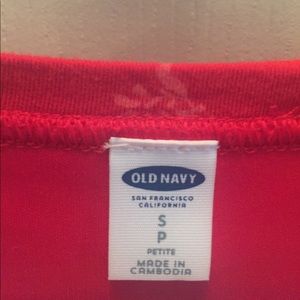 OLD NAVY
SAN FRANCISCO
CALIFORNIA
S
P
PETITE
MADE IN
CAMBODIA